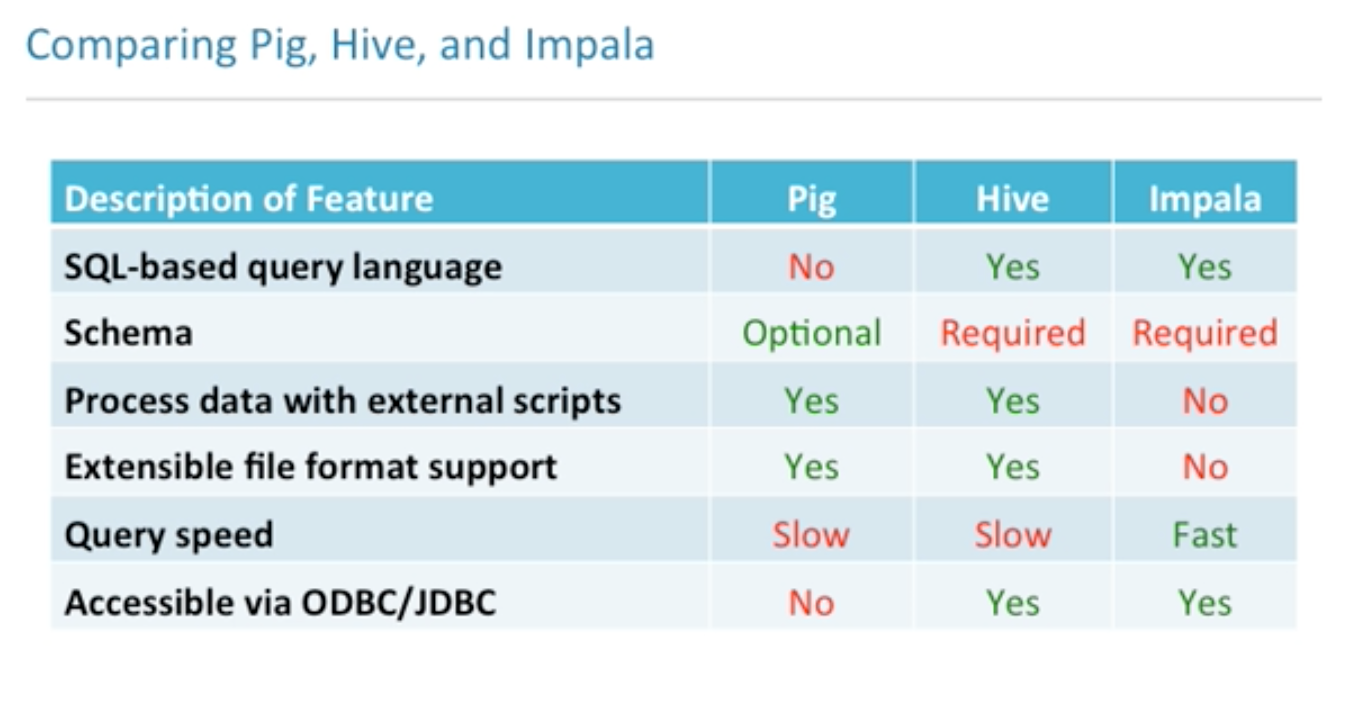 Comparing Pig, Hive, and Impala
Description of Feature Pig Hive Impala
SQL-based query language No Yes Yes
Schema Optional Required Required
Process data with external scripts Yes Yes No
Extensible file format support Yes Yes No
Query speed Slow Slow Fast
Accessible via ODBC/JDBC No Yes Yes